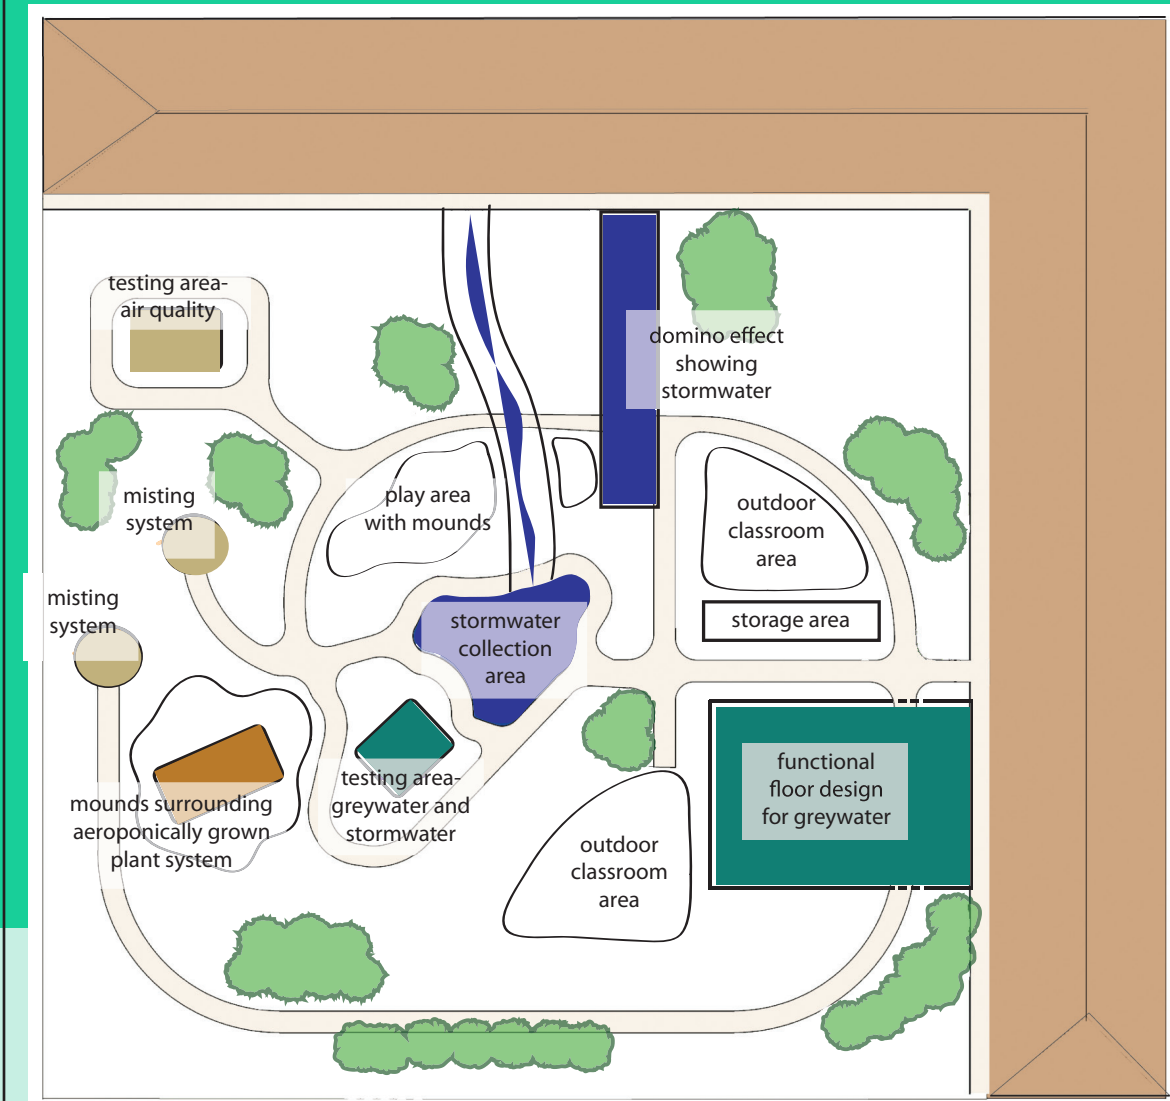 testing area-
air quality
domino effect
showing
stormwater
misting
system
play area
with mounds
outdoor
classroom
area
misting
system
stormwater
collection
area
storage area
mounds surrounding
aeroponically grown
plant system
testing area-
greywater and
stormwater
functional
floor design
for greywater
outdoor
classroom
area